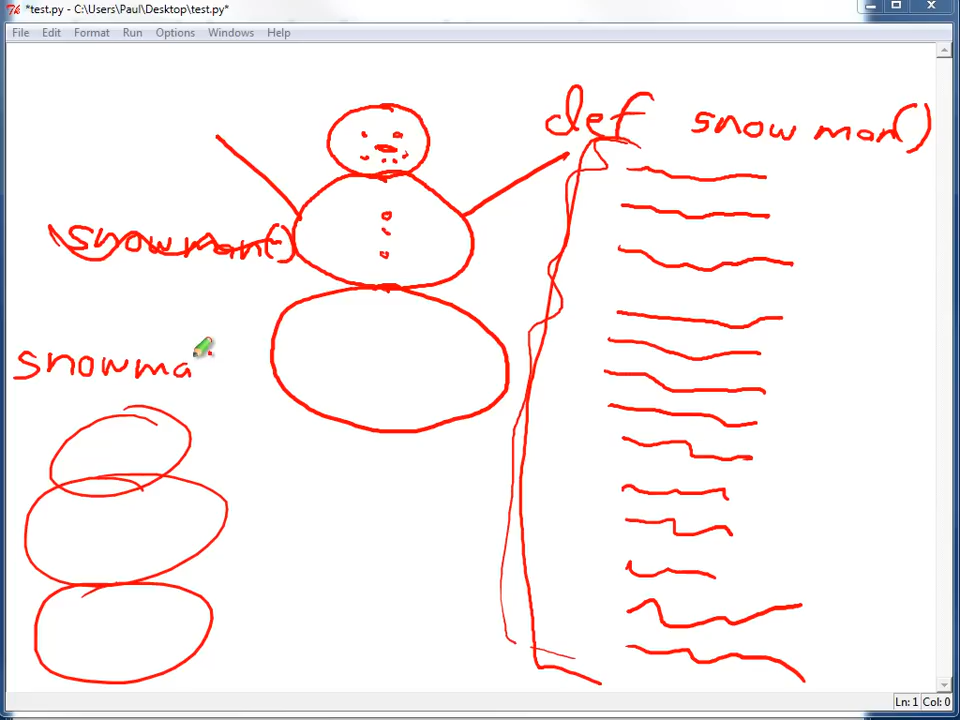 *test.py - C:\Users\Paul\Desktop\test.py*
File Edit Format Run Options Windows Help
def snowman()
snowman()
snowma
Ln: 1 Col: 0